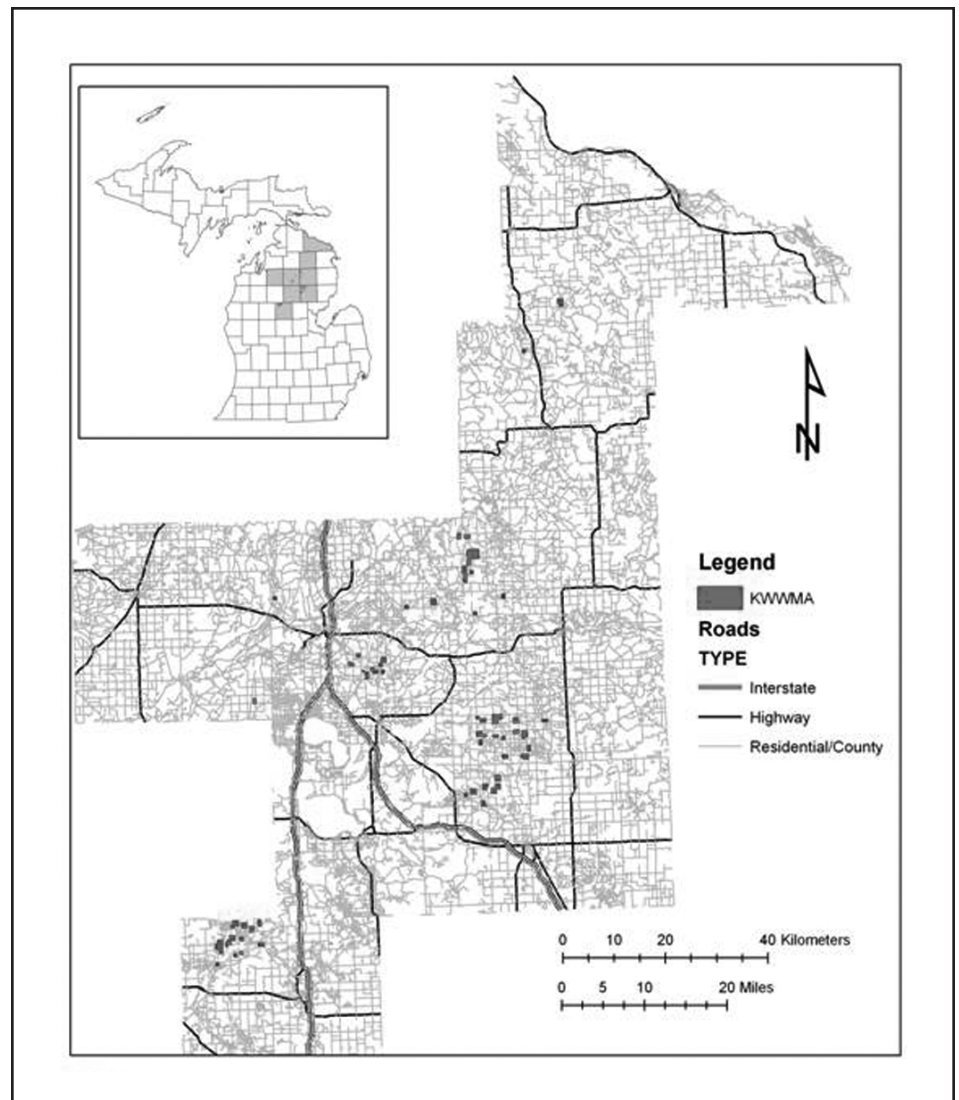 N
Legend
KWWMA
Roads
TYPE
Interstate
Highway
Residential/County
0 10 20 40 Kilometers
0 5 10 20 Miles